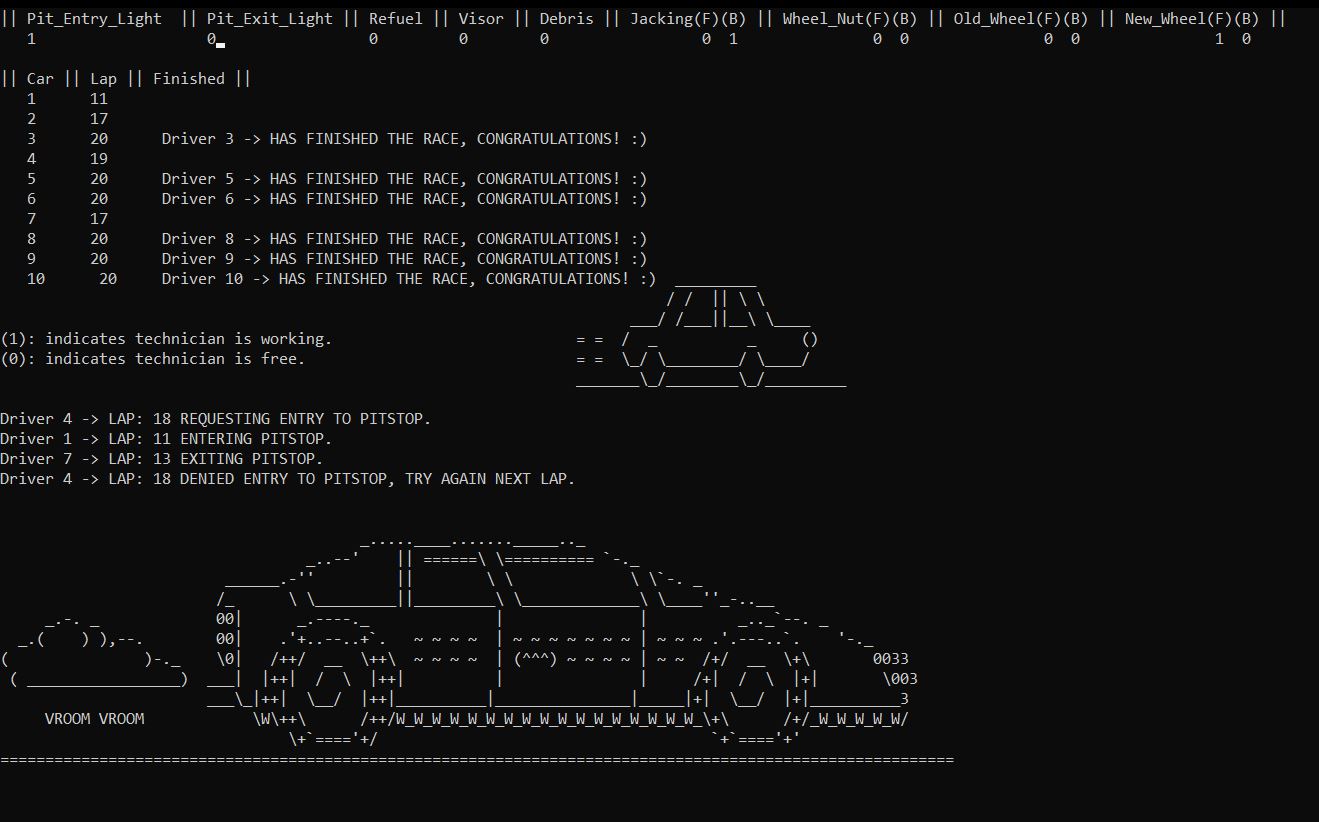 || Pit_Entry_Light  || Pit_Exit_Light || Refuel || Visor || Debris || Jacking(F)(B) || Wheel_Nut(F)(B) || Old_Wheel(F)(B) || New_Wheel(F)(B) ||
1 0 0 0 0 0 1 0 0 0 0 1 0
|| Car || Lap || Finished ||
1 11
2 17
3 20 Driver 3 -> HAS FINISHED THE RACE, CONGRATULATIONS! :)
4 19
5 20 Driver 5 -> HAS FINISHED THE RACE, CONGRATULATIONS! :)
6 20 Driver 6 -> HAS FINISHED THE RACE, CONGRATULATIONS! :)
7 17
8 20 Driver 8 -> HAS FINISHED THE RACE, CONGRATULATIONS! :)
9 20 Driver 9 -> HAS FINISHED THE RACE, CONGRATULATIONS! :)
10 20 Driver 10 -> HAS FINISHED THE RACE, CONGRATULATIONS! :)
(1): indicates technician is working.
(0): indicates technician is free.
Driver 4 -> LAP: 18 REQUESTING ENTRY TO PITSTOP.
Driver 1 -> LAP: 11 ENTERING PITSTOP.
Driver 7 -> LAP: 13 EXITING PITSTOP.
Driver 4 -> LAP: 18 DENIED ENTRY TO PITSTOP, TRY AGAIN NEXT LAP.
VROOM VROOM